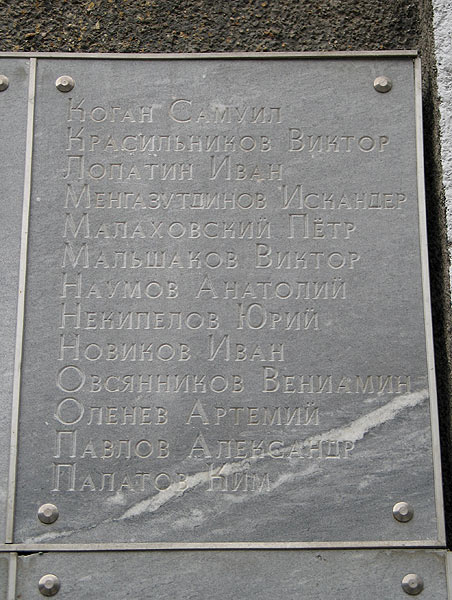 Коган Самуил
Красильников Виктор
Лопатин Иван
Менгазутдинов Искандер
Малаховский Пётр
Мальшаков Виктор
Наумов Анатолий
Некипелов Юрий
Новиков Иван
Овсянников Вениамин
Оленев Артемий
Павлов Александр
Палатов Ким